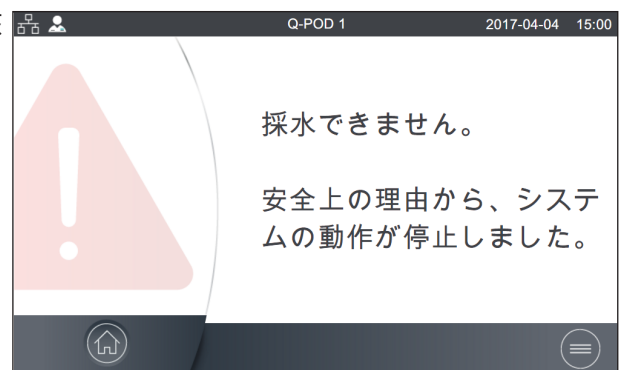 Q-POD 1 2017-04-04 15:00
採水できません。
安全上の理由から、システ
ムの動作が停止しました。